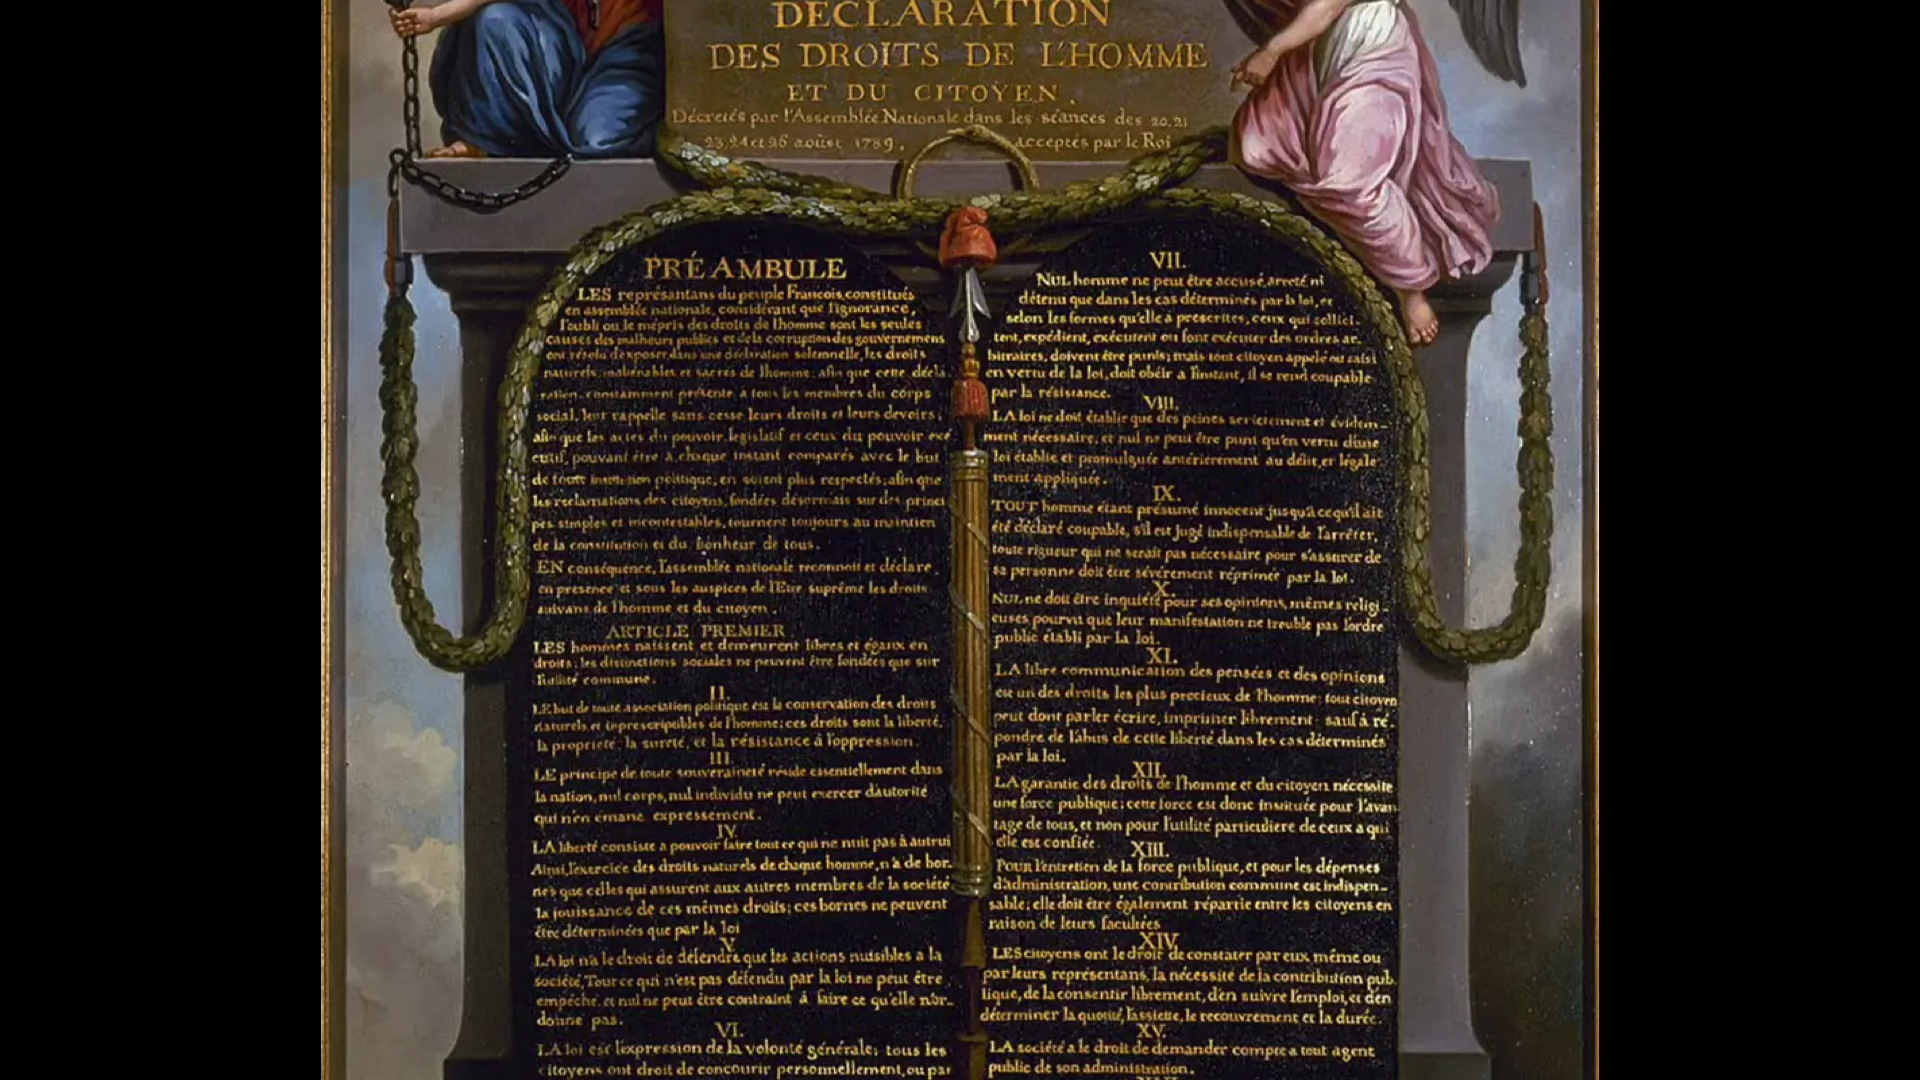 DECLARATION
DES DROITS DE L'HOMME
ET DU CITOYEN.
Décretés par l'Assemblée Nationale dans les séances des 20, 21
23, 24 et 26 août 1789, acceptés par le Roi
PRÉAMBULE
LES représentans du peuple François, constitués
en assemblée nationale, considérant que l'ignorance,
l'oubli ou le mépris des droits de l'homme sont les seules
causes des malheurs publics et de la corruption des gouvernemens
ont résolu d'exposer dans une déclaration solemnelle, les droits
naturels, inaliénables et sacrés de l'homme: afin que cette décla
ration, constamment présente à tous les membres du corps
social, leur rappelle sans cesse leurs droits et leurs devoirs;
afin que les actes du pouvoir législatif et ceux du pouvoir exé
cutif, pouvant être à chaque instant comparés avec le but
de toute institution politique, en soient plus respectés; afin que
les reclamations des citoyens, fondées désormais sur des princi
pes simples et incontestables, tournent toujours au maintien
de la constitution et du bonheur de tous.
EN conséquence, l'assemblée nationale reconnoit et déclare,
en presence et sous les auspices de l'Etre suprême les droits
suivans de l'homme et du citoyen.
ARTICLE PREMIER
LES hommes naissent et demeurent libres et égaux en
droits; les distinctions sociales ne peuvent être fondées que sur
l'utilité commune.
II.
LE but de toute association politique est la conservation des droits
naturels et inprescriptibles de l'homme; ces droits sont la liberté,
la propriété, la sureté, et la résistance à l'oppression.
III.
LE principe de toute souveraineté réside essentiellement dans
la nation, nul corps, nul individu ne peut exercer d'autorité
qui n'en émane expressement.
IV.
LA liberté consiste a pouvoir faire tout ce qui ne nuit pas à autrui
Ainsi, l'exercice des droits naturels de chaque homme, n'a de bor-
nes que celles qui assurent aux autres membres de la société
la jouissance de ces mêmes droits; ces bornes ne peuvent
être déterminées que par la loi
V.
LA loi n'a le droit de défendre que les actions nuisibles a la
société, Tout ce qui n'est pas défendu par la loi ne peut être
empêché, et nul ne peut être contraint à faire ce qu'elle n'or-
donne pas.
VI.
LA loi est l'expression de la volonté générale; tous les
citoyens ont droit de concourir personnellement, ou par
VII.
NUL homme ne peut être accusé, arreté ni
détenu que dans les cas déterminés par la loi, et
selon les formes qu'elle à prescrites, ceux qui sollici-
tent, expédient, exécutent ou font exécuter des ordres ar-
bitraires, doivent être punis; mais tout citoyen appelé ou saisi
en vertu de la loi, doit obéir a l'instant, il se rend coupable
par la résistance.
VIII.
LA loi ne doit établir que des peines strictement et évidem-
ment nécessaire, et nul ne peut être puni qu'en vertu d'une
loi établie et promulguée antérierement au délit, et légale
ment appliquée.
IX.
TOUT homme étant présumé innocent jusqu'a ce qu'il ait
été déclaré coupable, s'il est jugé indispensable de l'arrêter,
toute rigueur qui ne serait pas nécessaire pour s'assurer de
sa personne doit être sévérement réprimée par la loi.
X.
NUL ne doit être inquiété pour ses opinions, mêmes religi-
euses pourvu que leur manifestation ne trouble pas l'ordre
public établi par la loi.
XI.
LA libre communication des pensées et des opinions
est un des droits les plus precieux de l'homme; tout citoyen
peut dont parler écrire, imprimer librement: sauf à ré-
pondre de l'abus de cette liberté dans les cas déterminés
par la loi.
XII.
LA garantie des droits de l'homme et du citoyen nécessite
une force publique; cette force est donc instituée pour l'avan
tage de tous, et non pour l'utilité particuliere de ceux a qui
elle est confiée.
XIII.
POUR l'entretien de la force publique, et pour les dépenses
d'administration, une contribution commune est indispen-
sable; elle doit être également répartie entre les citoyens en
raison de leurs facultées
XIV.
LES citoyens ont le droit de constater par eux même ou
par leurs représentans, la nécessité de la contribution pub-
lique, de la consentir librement, d'en suivre l'emploi, et d'en
déterminer la quotité, l'assiette, le recouvrement et la durée.
XV.
LA société a le droit de demander compte a tout agent
public de son administration.